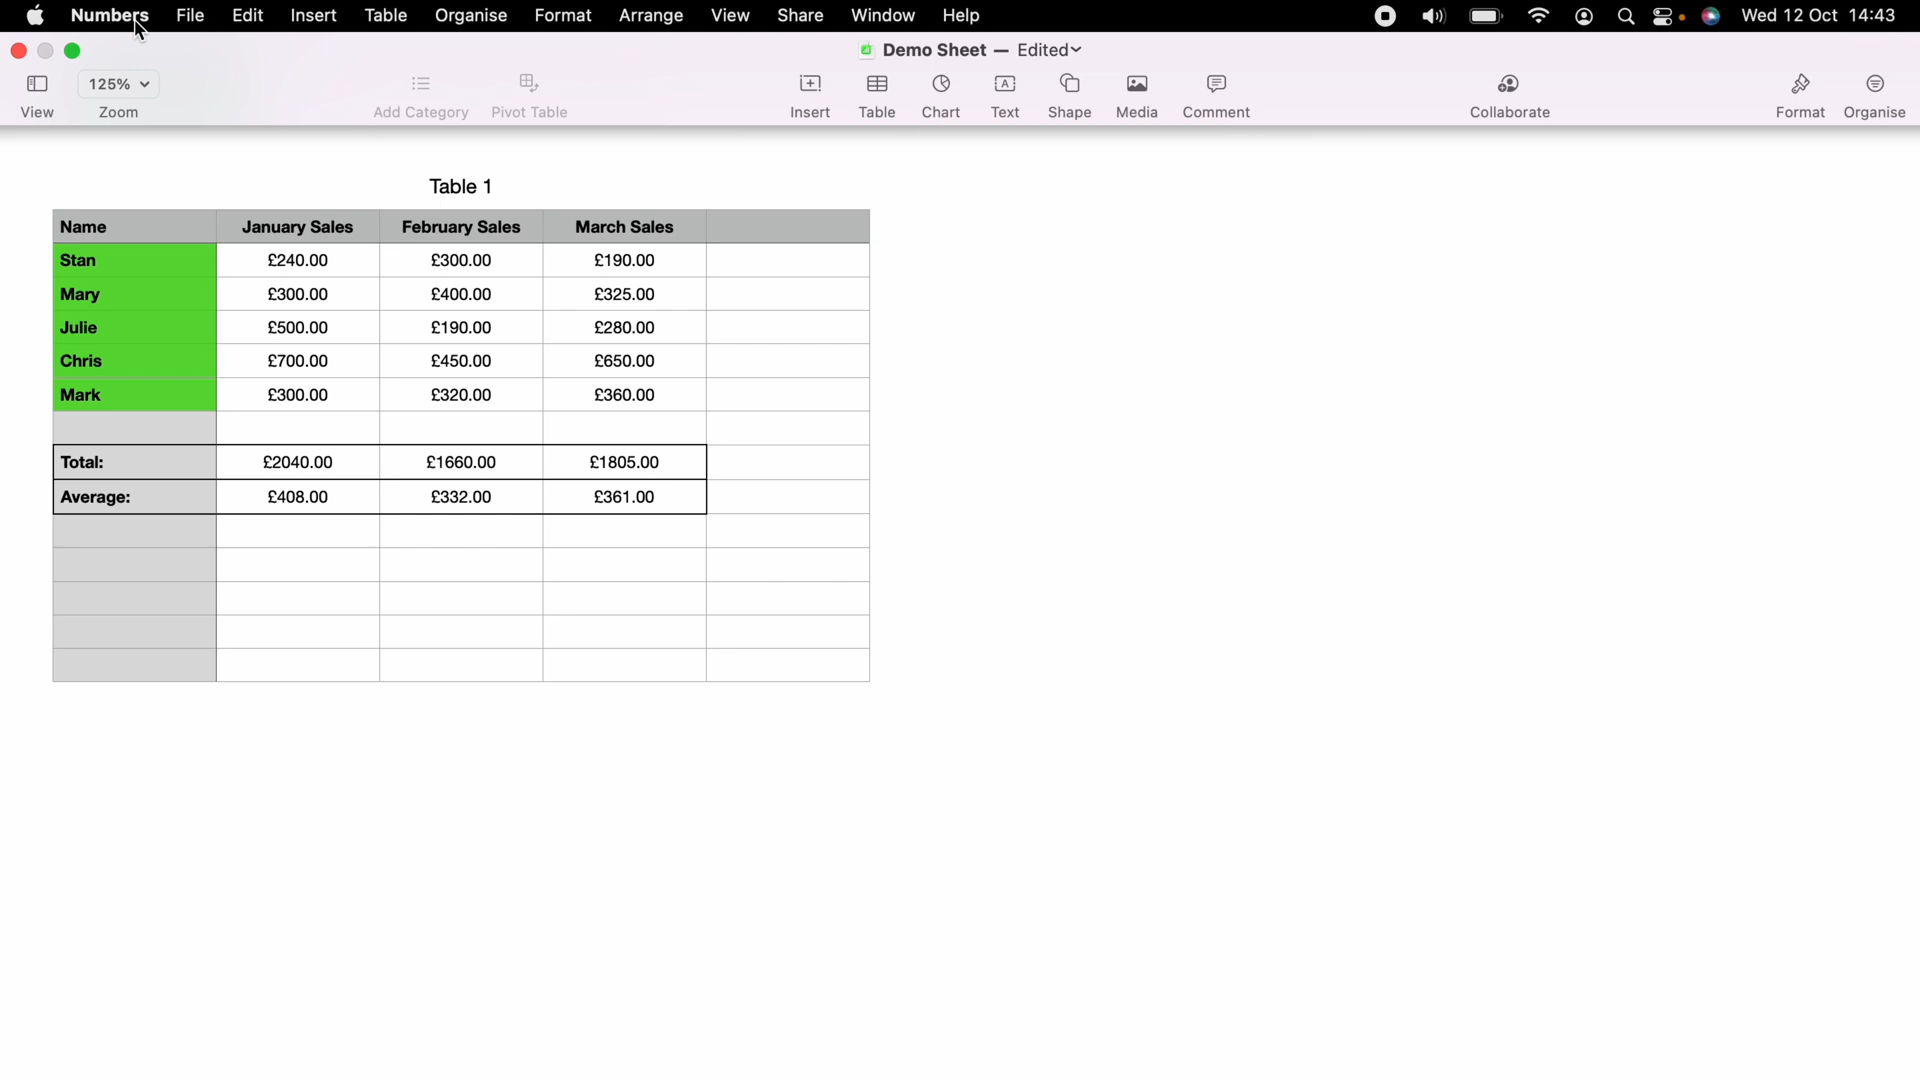 Numbers File Edit Insert Table Organise Format Arrange View Share Window Help Wed 12 Oct 14:43
Demo Sheet — Edited
125%
View Zoom Add Category Pivot Table Insert Table Chart Text Shape Media Comment Collaborate Format Organise
Table 1
Name January Sales February Sales March Sales
Stan £240.00 £300.00 £190.00
Mary £300.00 £400.00 £325.00
Julie £500.00 £190.00 £280.00
Chris £700.00 £450.00 £650.00
Mark £300.00 £320.00 £360.00
Total: £2040.00 £1660.00 £1805.00
Average: £408.00 £332.00 £361.00